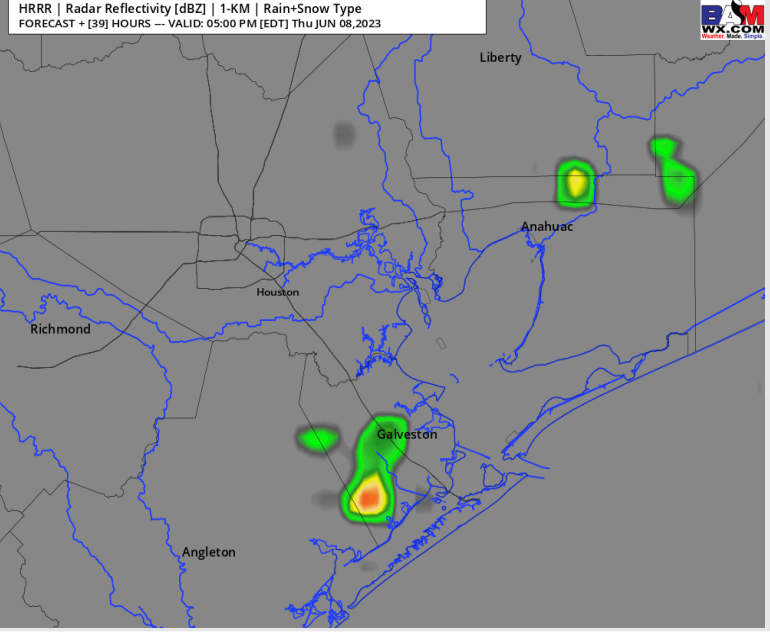 HRRR | Radar Reflectivity [dBZ] | 1-KM | Rain+Snow Type
FORECAST + [39] HOURS --- VALID: 05:00 PM [EDT] Thu JUN 08,2023
BAM
WX.COM
Weather. Made. Simple.
Liberty
Anahuac
Houston
Richmond
Galveston
Angleton